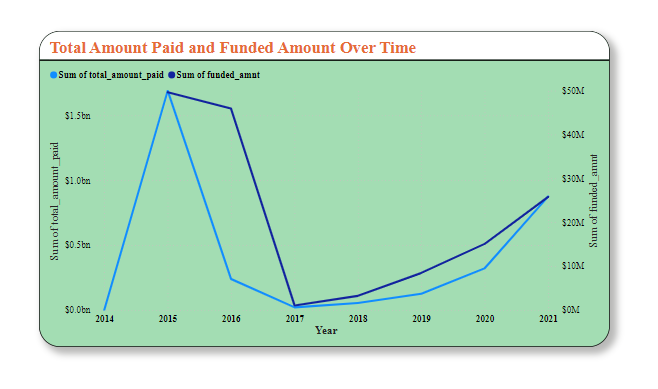 Total Amount Paid and Funded Amount Over Time
Sum of total_amount_paid Sum of funded_amnt
$1.5bn
$1.0bn
$0.5bn
$0.0bn
Sum of total_amount_paid
$50M
$40M
$30M
$20M
$10M
$0M
Sum of funded_amnt
2014 2015 2016 2017 2018 2019 2020 2021
Year